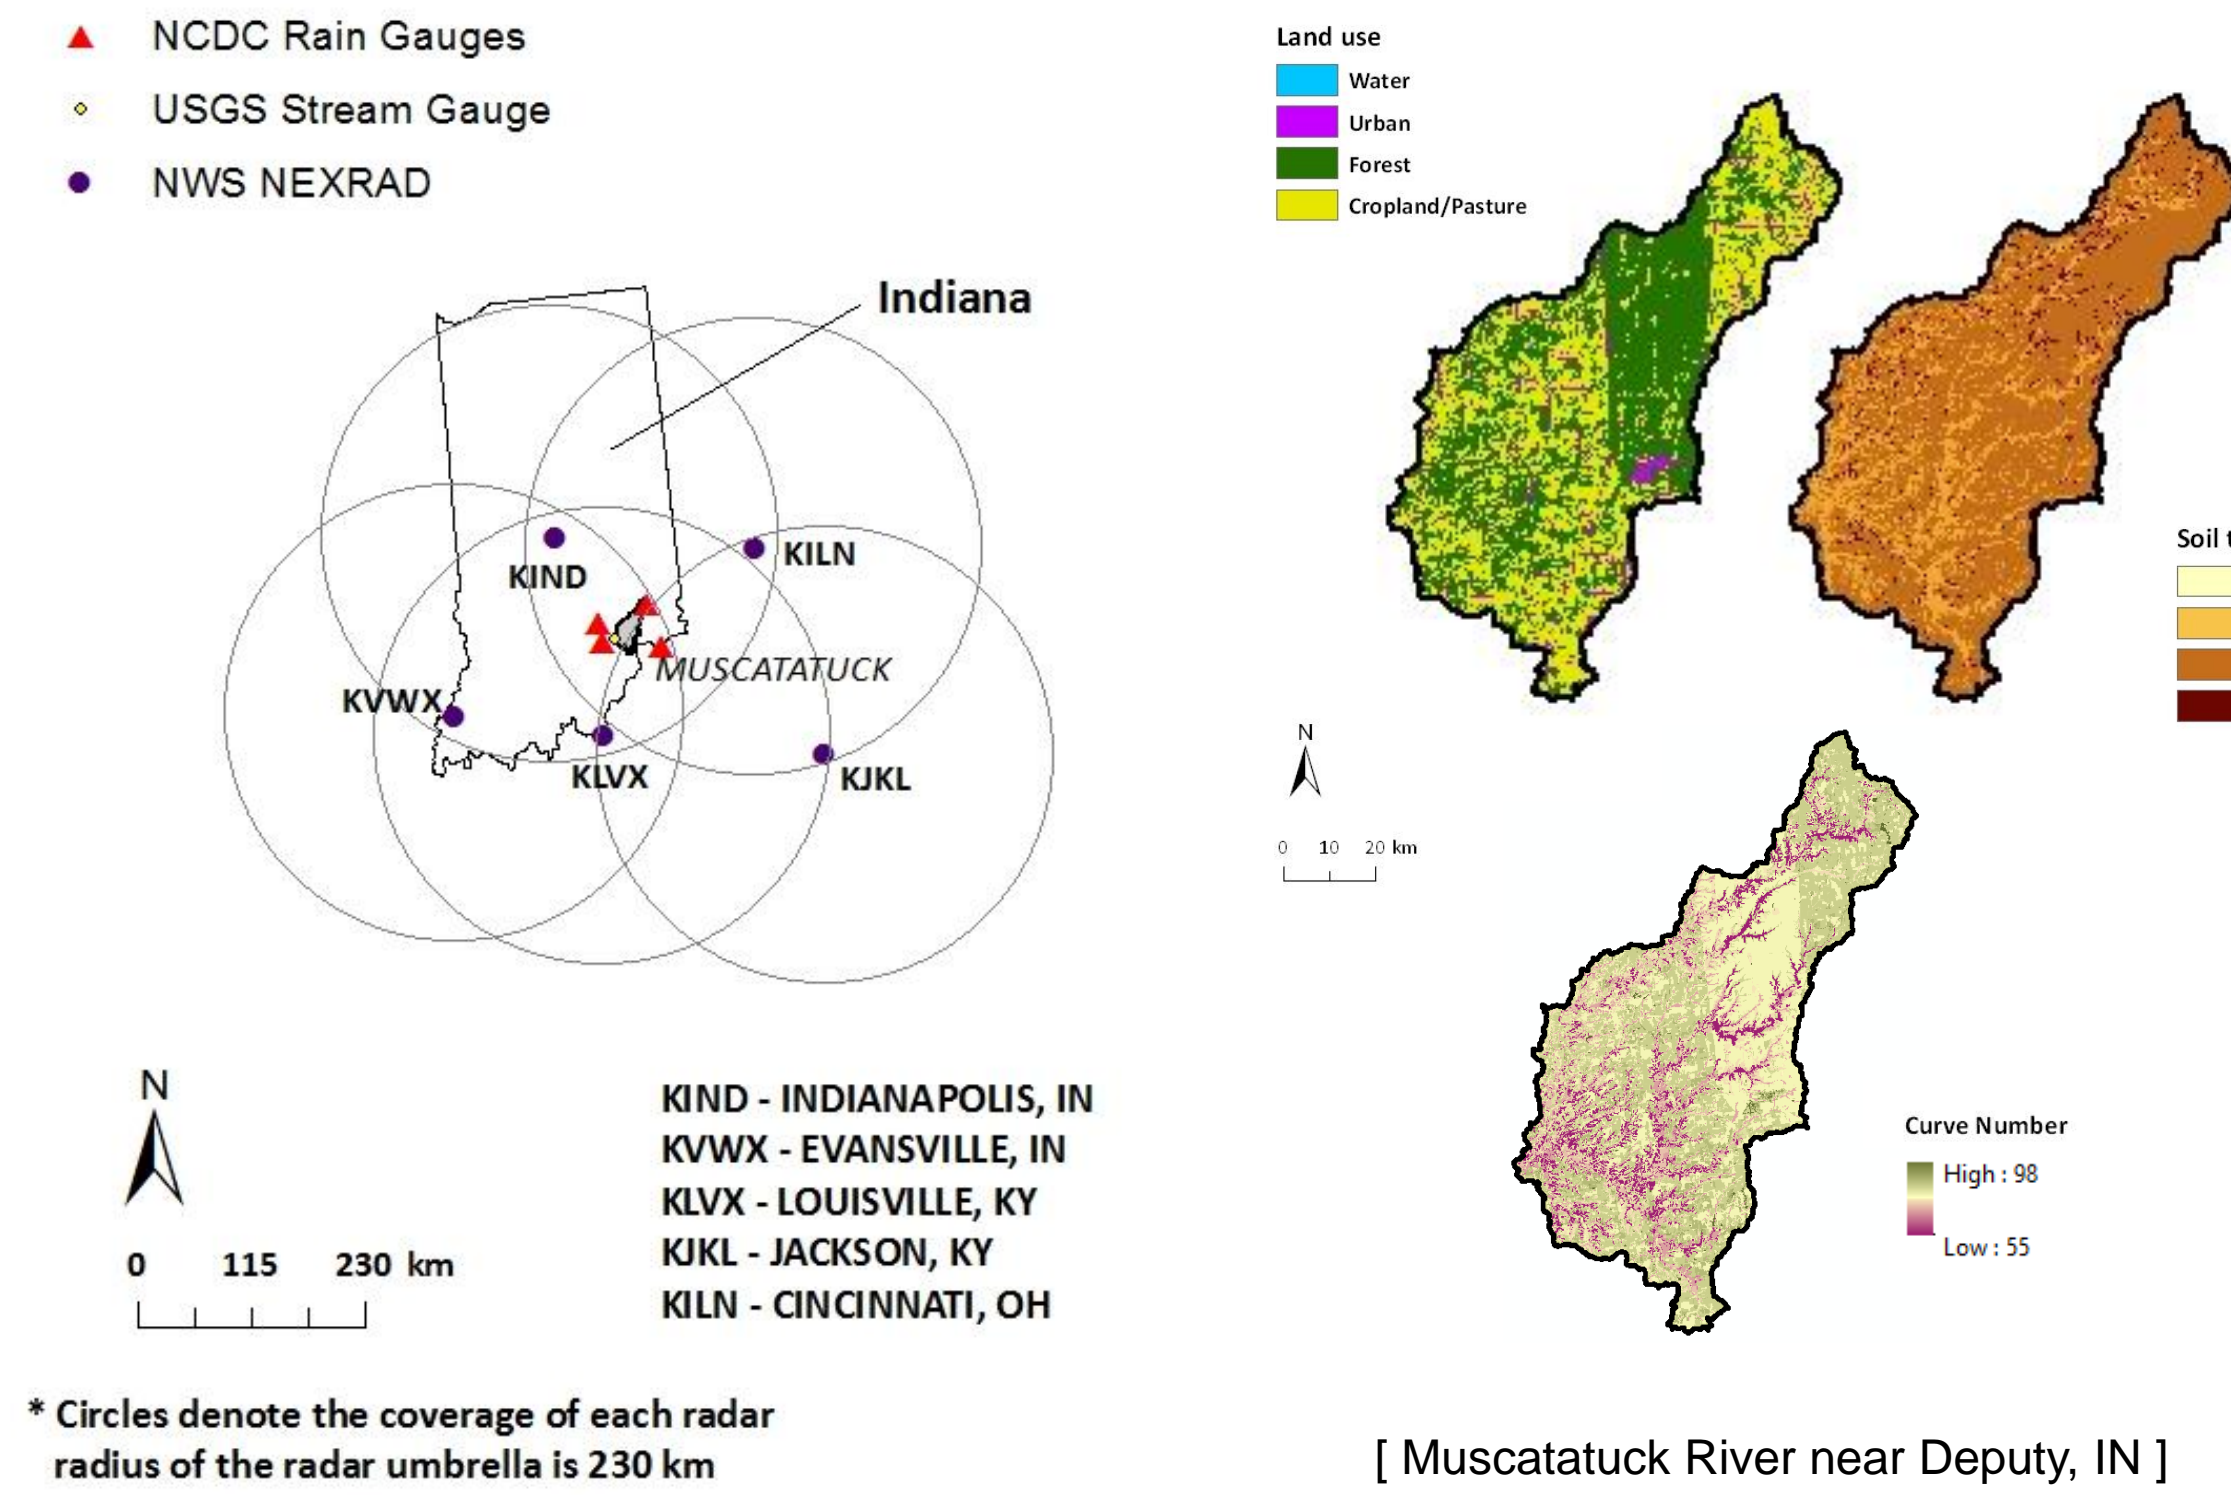 NCDC Rain Gauges
USGS Stream Gauge
NWS NEXRAD
Indiana
KIND
KILN
MUSCATATUCK
KVWX
KLVX
KJKL
N
0 115 230 km
KIND - INDIANAPOLIS, IN
KVWX - EVANSVILLE, IN
KLVX - LOUISVILLE, KY
KJKL - JACKSON, KY
KILN - CINCINNATI, OH
* Circles denote the coverage of each radar
radius of the radar umbrella is 230 km
Land use
Water
Urban
Forest
Cropland/Pasture
Soil
N
0 10 20 km
Curve Number
High : 98
Low : 55
[ Muscatatuck River near Deputy, IN ]